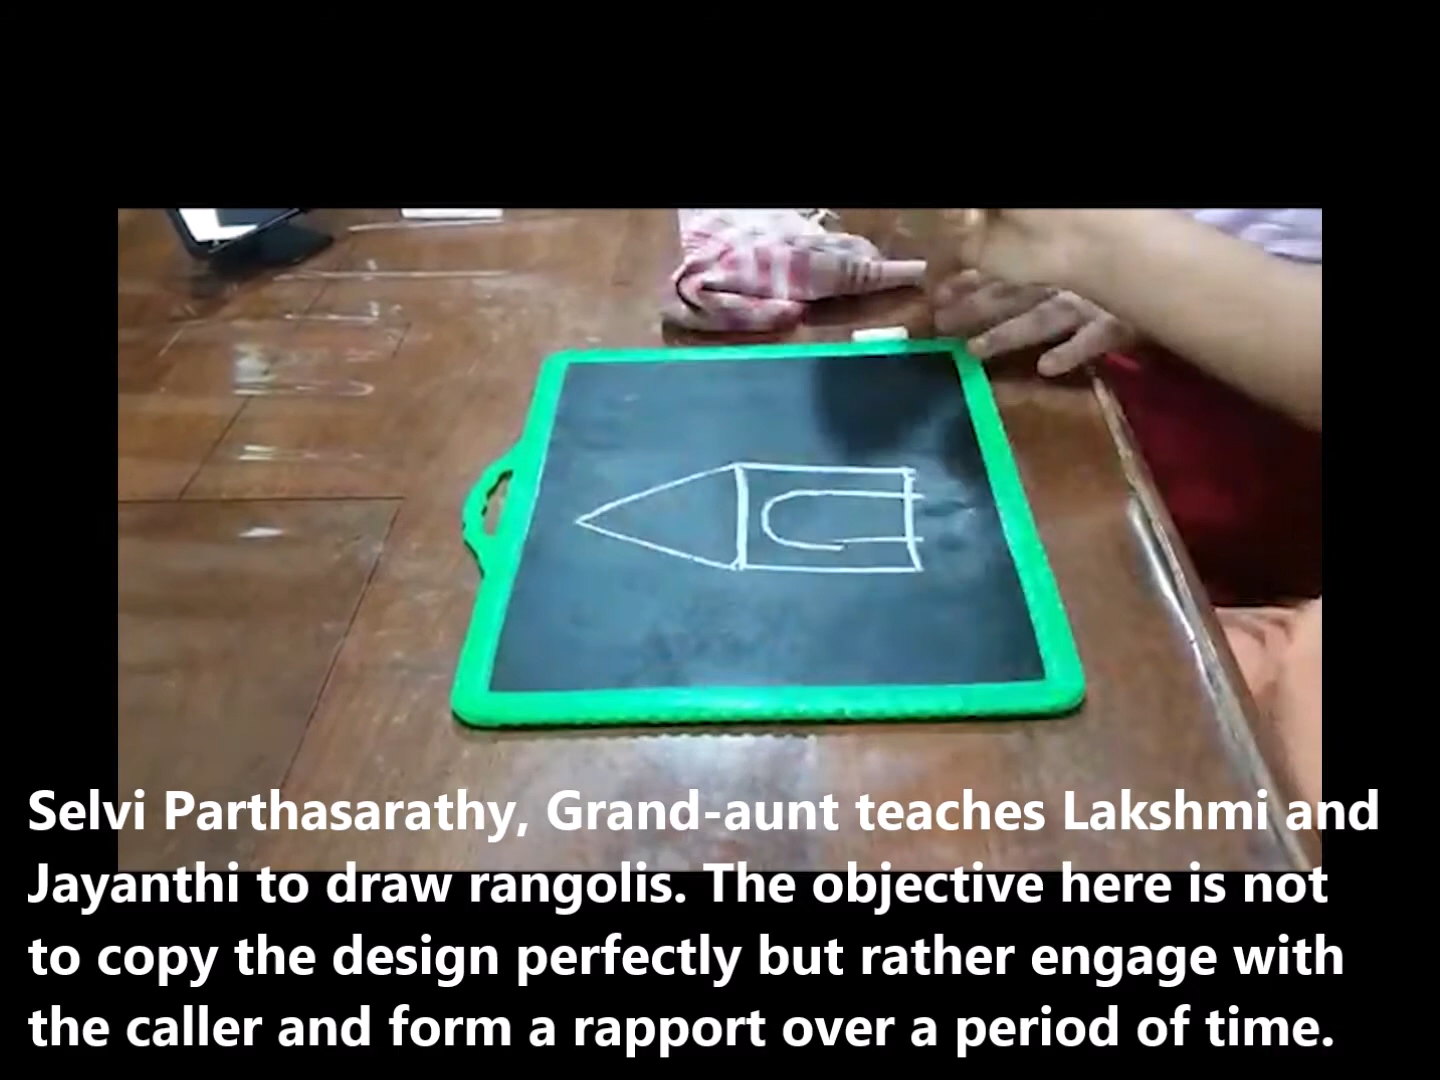 Selvi Parthasarathy, Grand-aunt teaches Lakshmi and
Jayanthi to draw rangolis. The objective here is not
to copy the design perfectly but rather engage with
the caller and form a rapport over a period of time.